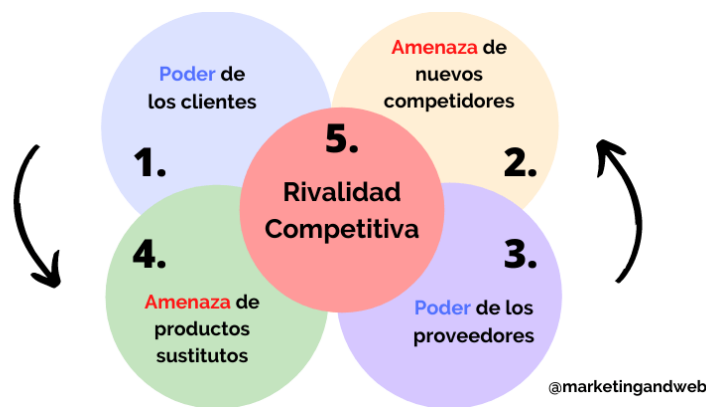 Poder de
los clientes
1.
Amenaza de
nuevos
competidores
2.
5.
Rivalidad
Competitiva
4.
Amenaza de
productos
sustitutos
3.
Poder de los
proveedores
@marketingandweb